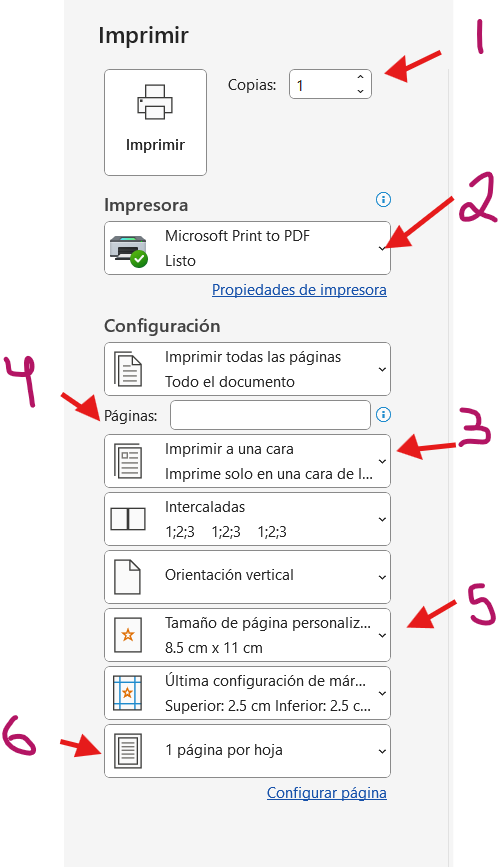 Imprimir
1
Copias: 1
Imprimir
2
Impresora
Microsoft Print to PDF
Listo
Propiedades de impresora
Configuración
4
Imprimir todas las páginas
Todo el documento
Páginas:
3
Imprimir a una cara
Imprime solo en una cara de l...
Intercaladas
1;2;3 1;2;3 1;2;3
Orientación vertical
5
Tamaño de página personaliz...
8.5 cm x 11 cm
Última configuración de már...
Superior: 2.5 cm Inferior: 2.5 c...
6
1 página por hoja
Configurar página